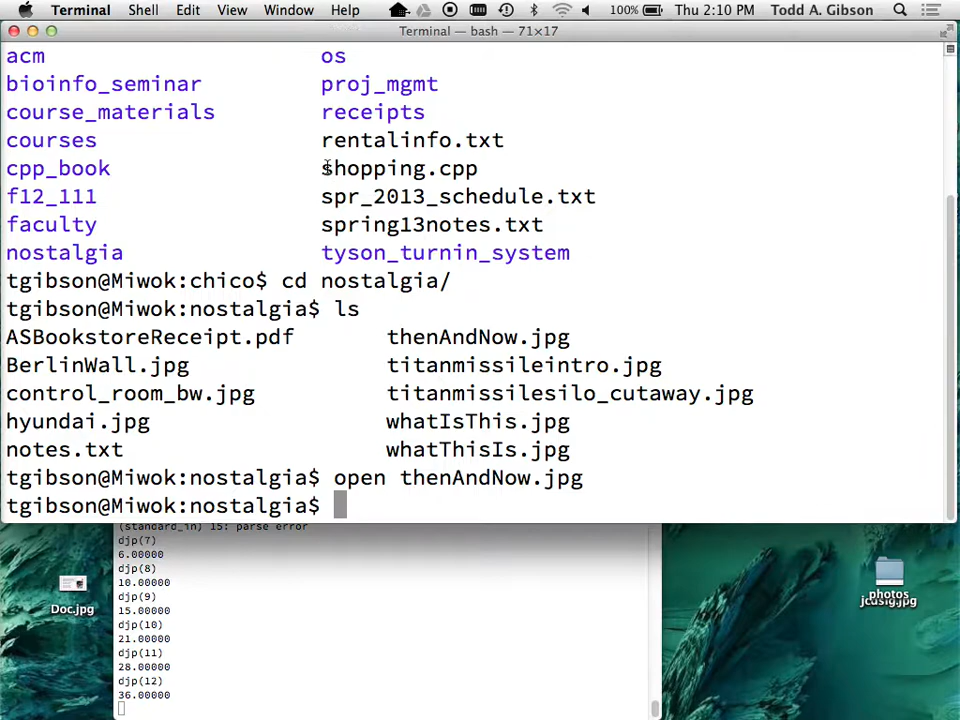 Terminal Shell Edit View Window Help 100% Thu 2:10 PM Todd A. Gibson
Terminal — bash — 71×17
acm os
bioinfo_seminar proj_mgmt
course_materials receipts
courses rentalinfo.txt
cpp_book shopping.cpp
f12_111 spr_2013_schedule.txt
faculty spring13notes.txt
nostalgia tyson_turnin_system
tgibson@Miwok:chico$ cd nostalgia/
tgibson@Miwok:nostalgia$ ls
ASBookstoreReceipt.pdf thenAndNow.jpg
BerlinWall.jpg titanmissileintro.jpg
control_room_bw.jpg titanmissilesilo_cutaway.jpg
hyundai.jpg whatIsThis.jpg
notes.txt whatThisIs.jpg
tgibson@Miwok:nostalgia$ open thenAndNow.jpg
tgibson@Miwok:nostalgia$
(standard_in) 15: parse error
djp(7)
6.00000
djp(8)
10.00000
djp(9)
15.00000
djp(10)
21.00000
djp(11)
28.00000
djp(12)
36.00000
Doc.jpg
photos